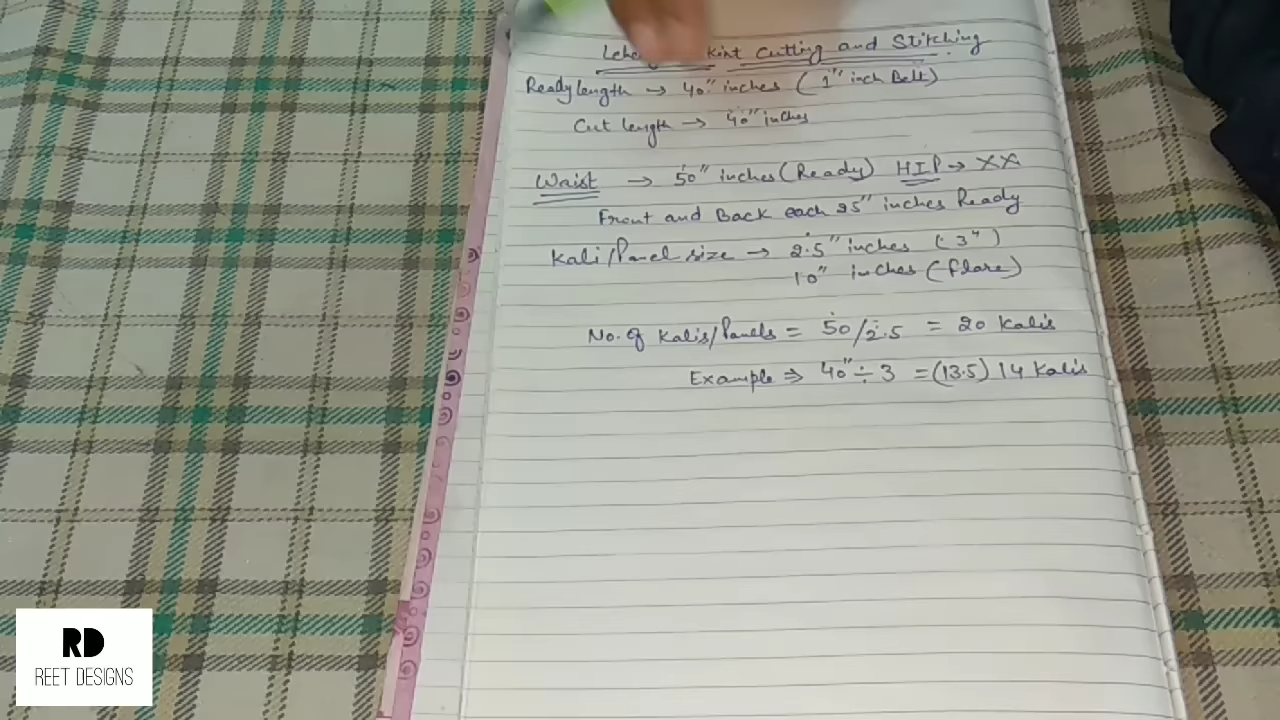 Cutting and Stitching
Ready length → 40" inches (1" inch Belt)
Cut length → 40" inches
Waist → 50" inches (Ready) HIP → XX
Front and Back each 25" inches Ready
Kali/Panel size → 2.5" inches (3")
10" inches (flare)
No. of Kalis/Panels = 50/2.5 = 20 Kalis
Example ⇒ 40" ÷ 3 = (13.5) 14 Kalis
RD
REET DESIGNS